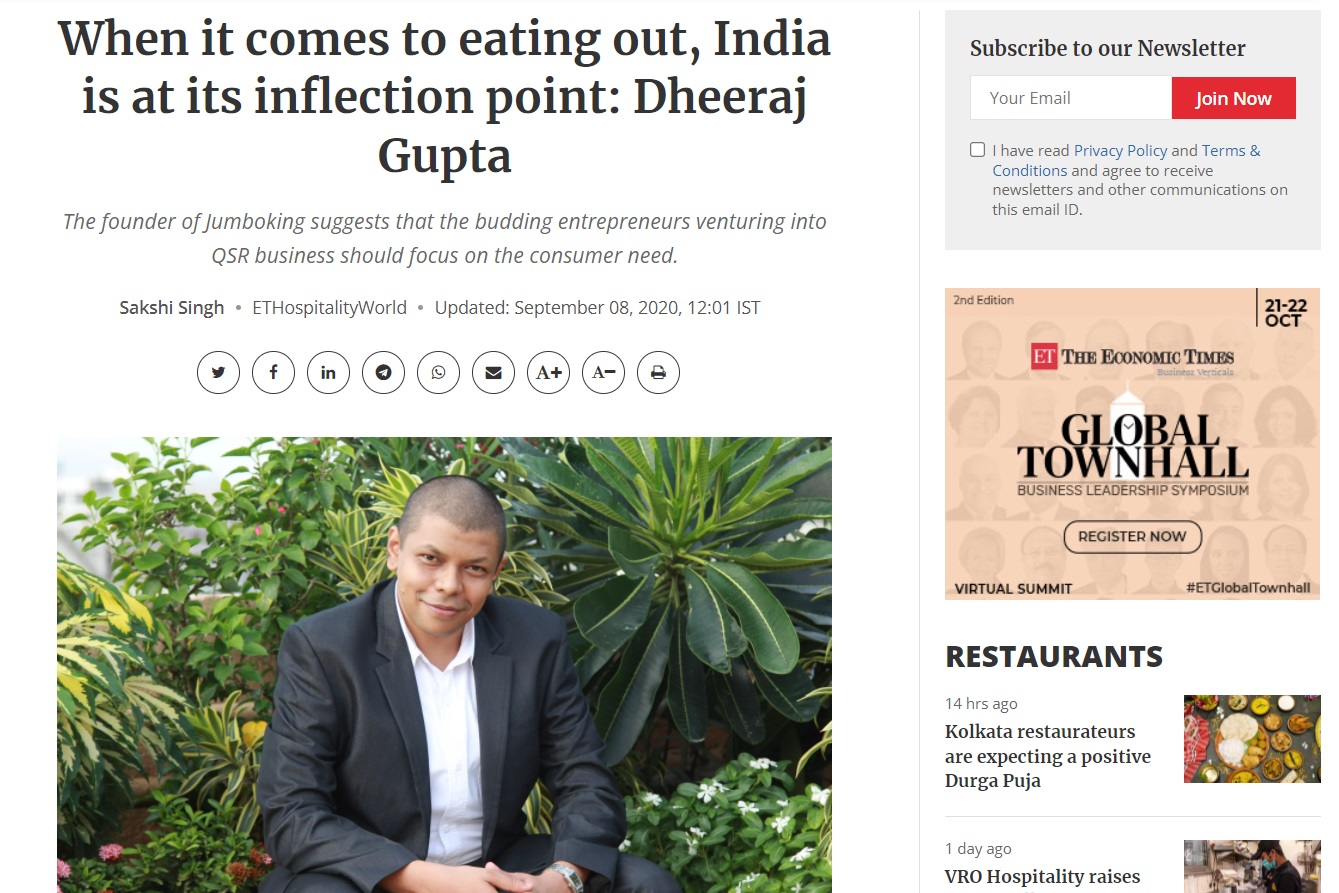 When it comes to eating out, India
is at its inflection point: Dheeraj
Gupta
The founder of Jumboking suggests that the budding entrepreneurs venturing into
QSR business should focus on the consumer need.
Sakshi Singh • ETHospitalityWorld • Updated: September 08, 2020, 12:01 IST
A+ A−
Subscribe to our Newsletter
Your Email
Join Now
I have read Privacy Policy and Terms &
Conditions and agree to receive
newsletters and other communications on
this email ID.
2nd Edition
21-22
OCT
ET THE ECONOMIC TIMES
Business Verticals
GLOBAL
TOWNHALL
BUSINESS LEADERSHIP SYMPOSIUM
REGISTER NOW
VIRTUAL SUMMIT
#ETGlobalTownhall
RESTAURANTS
14 hrs ago
Kolkata restaurateurs
are expecting a positive
Durga Puja
1 day ago
VRO Hospitality raises